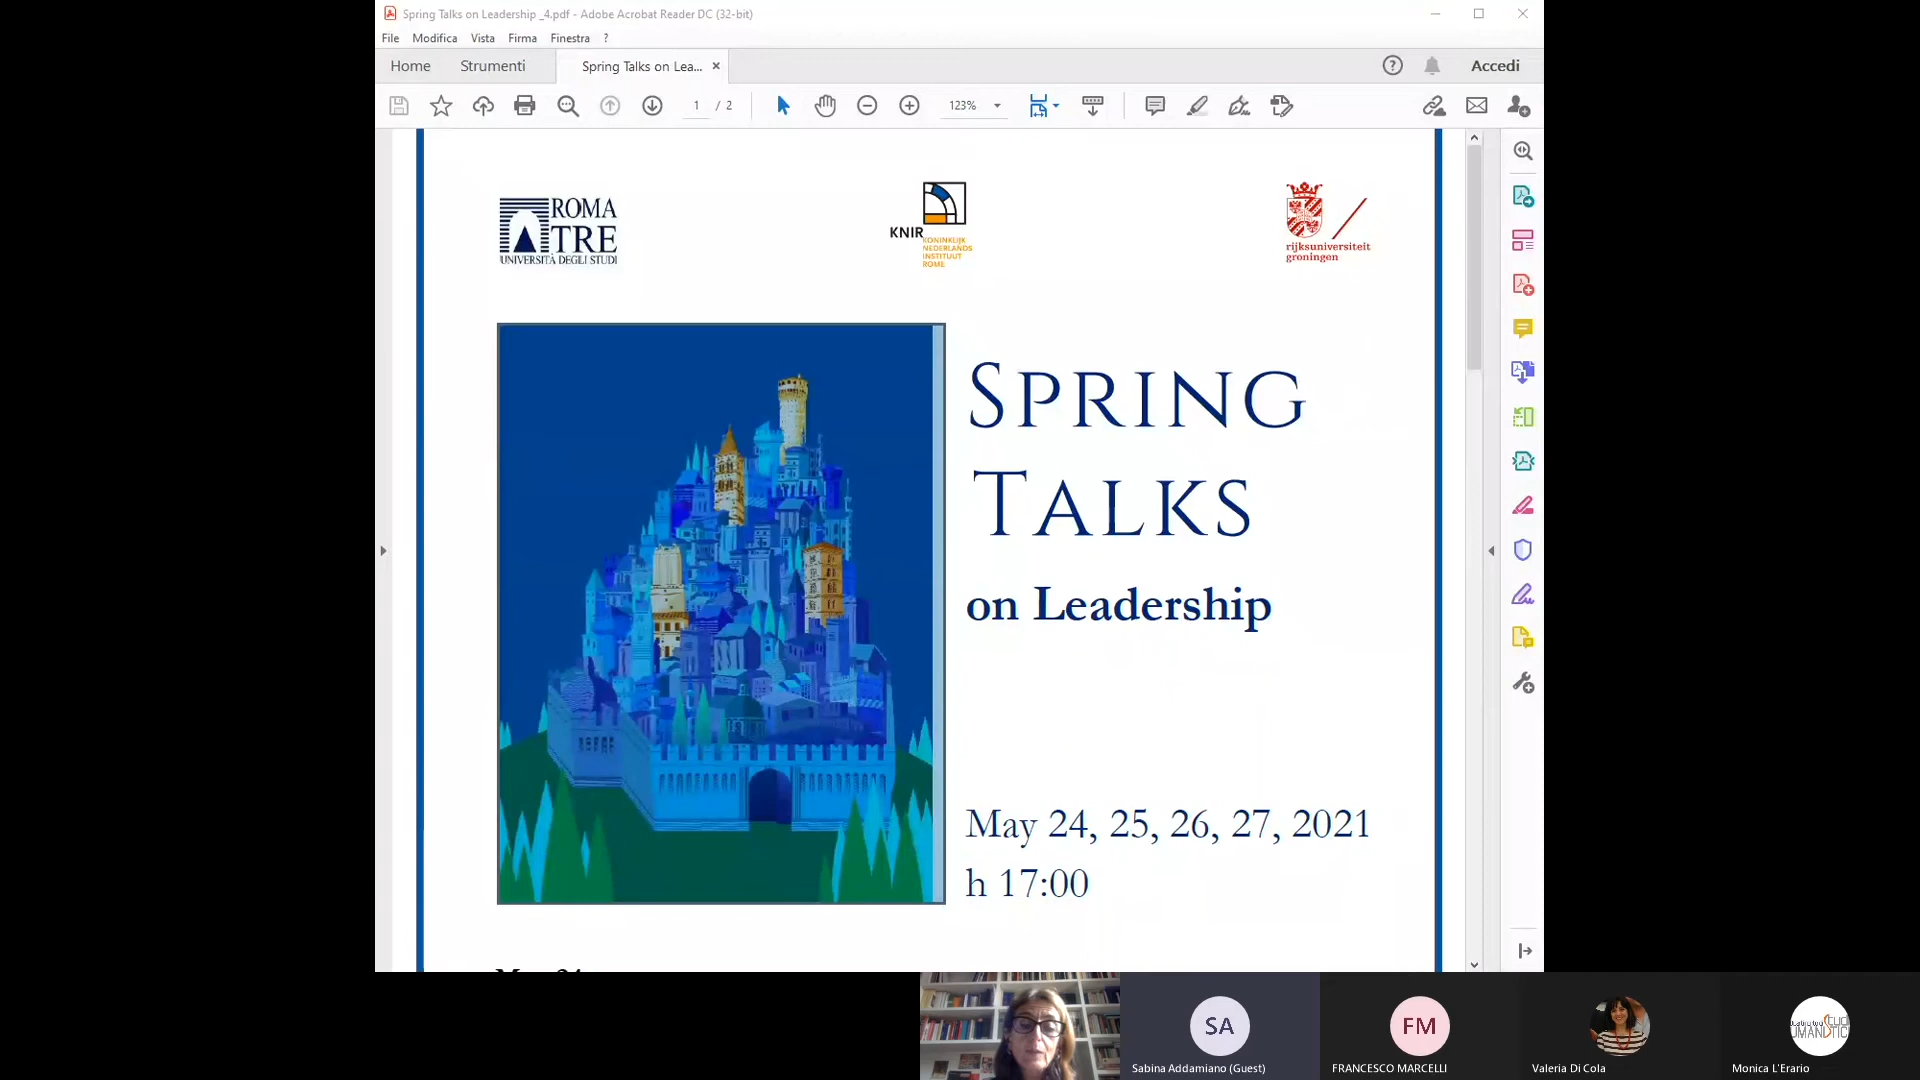 Spring Talks on Leadership _4.pdf - Adobe Acrobat Reader DC (32-bit)
File Modifica Vista Firma Finestra ?
Home Strumenti Spring Talks on Lea... × Accedi
1 / 2 123%
ROMA
TRE
UNIVERSITÀ DEGLI STUDI
KNIR
KONINKLIJK
NEDERLANDS
INSTITUUT
ROME
rijksuniversiteit
groningen
SPRING
TALKS
on Leadership
May 24, 25, 26, 27, 2021
h 17:00
SA
FM
Sabina Addamiano (Guest)
FRANCESCO MARCELLI
Valeria Di Cola
Monica L'Erario